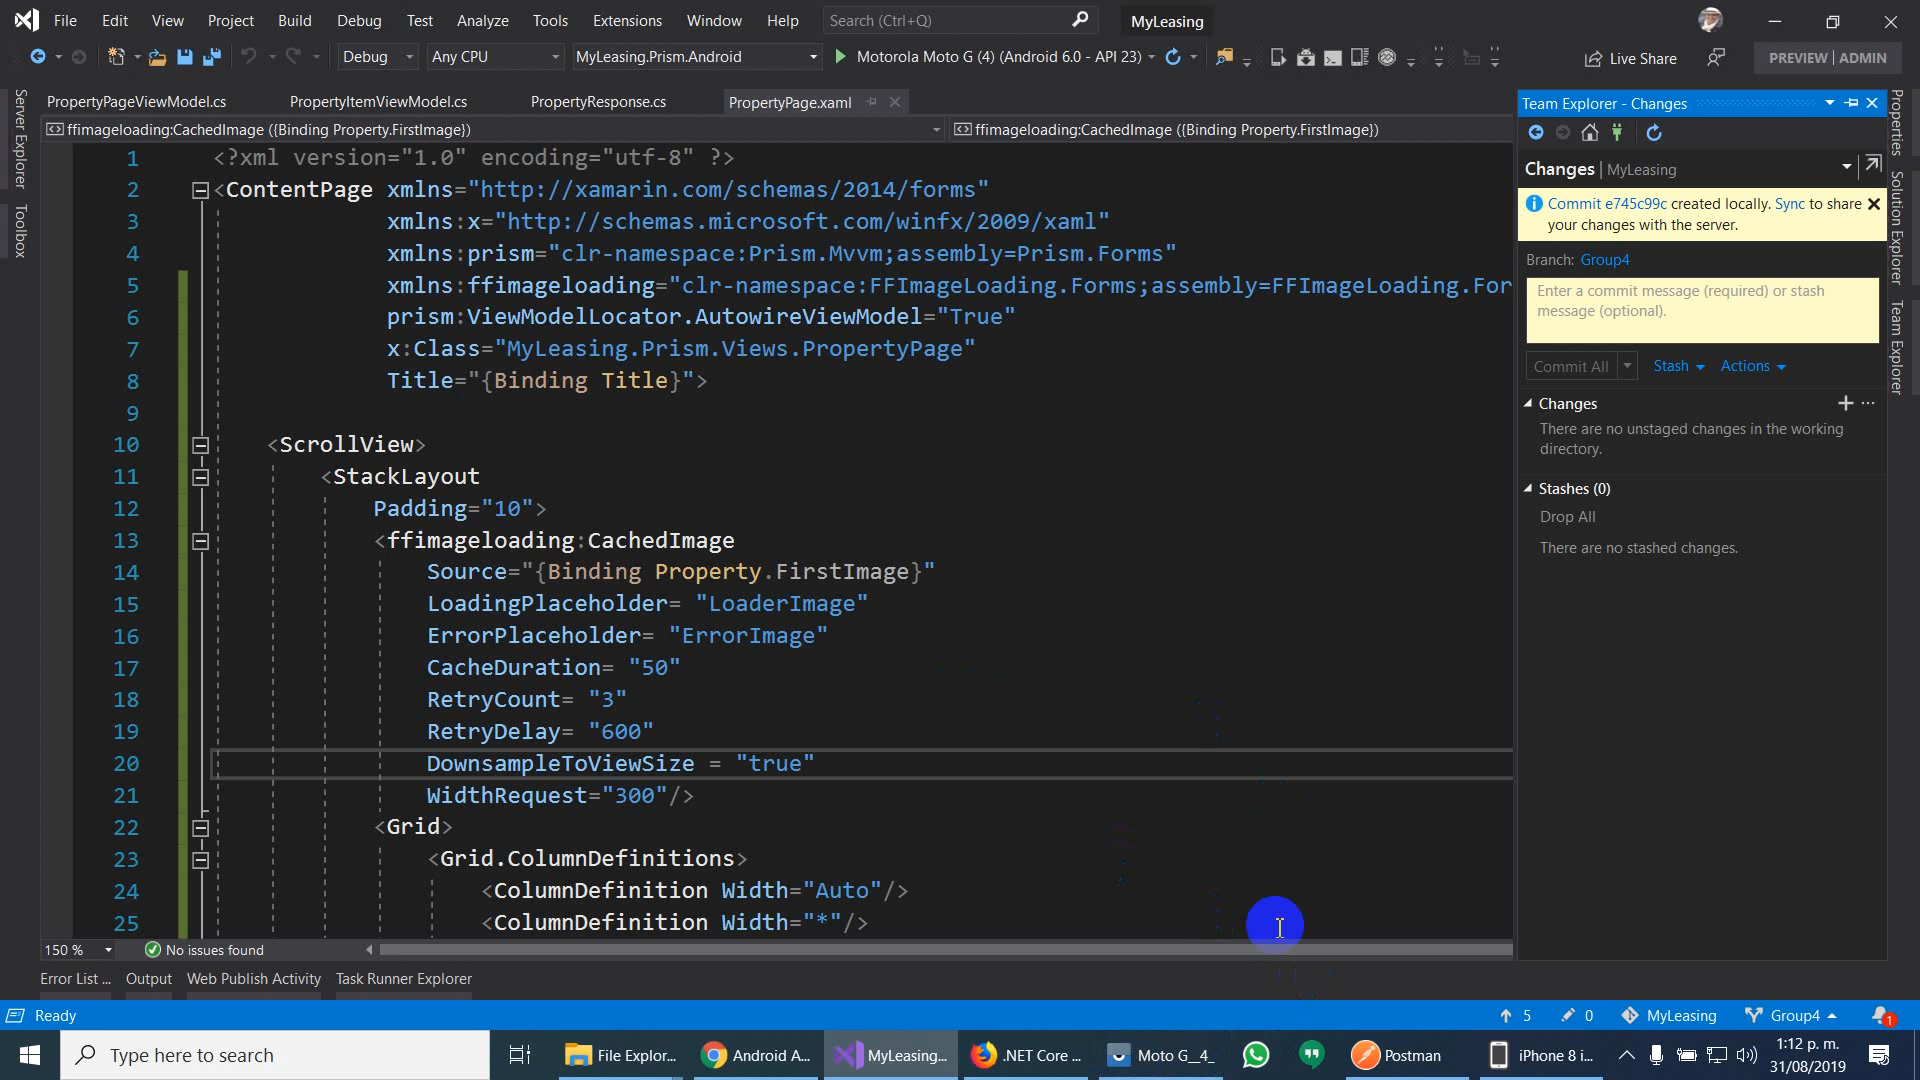 File Edit View Project Build Debug Test Analyze Tools Extensions Window Help Search (Ctrl+Q) MyLeasing
Debug Any CPU MyLeasing.Prism.Android Motorola Moto G (4) (Android 6.0 - API 23) Live Share PREVIEW | ADMIN
Server Explorer
Toolbox
PropertyPageViewModel.cs PropertyItemViewModel.cs PropertyResponse.cs PropertyPage.xaml
ffimageloading:CachedImage ({Binding Property.FirstImage}) ffimageloading:CachedImage ({Binding Property.FirstImage})
1 <?xml version="1.0" encoding="utf-8" ?>
2 <ContentPage xmlns="http://xamarin.com/schemas/2014/forms"
3 xmlns:x="http://schemas.microsoft.com/winfx/2009/xaml"
4 xmlns:prism="clr-namespace:Prism.Mvvm;assembly=Prism.Forms"
5 xmlns:ffimageloading="clr-namespace:FFImageLoading.Forms;assembly=FFImageLoading.For
6 prism:ViewModelLocator.AutowireViewModel="True"
7 x:Class="MyLeasing.Prism.Views.PropertyPage"
8 Title="{Binding Title}">
9
10 <ScrollView>
11 <StackLayout
12 Padding="10">
13 <ffimageloading:CachedImage
14 Source="{Binding Property.FirstImage}"
15 LoadingPlaceholder= "LoaderImage"
16 ErrorPlaceholder= "ErrorImage"
17 CacheDuration= "50"
18 RetryCount= "3"
19 RetryDelay= "600"
20 DownsampleToViewSize = "true"
21 WidthRequest="300"/>
22 <Grid>
23 <Grid.ColumnDefinitions>
24 <ColumnDefinition Width="Auto"/>
25 <ColumnDefinition Width="*"/>
150 % No issues found
Team Explorer - Changes
Changes | MyLeasing
Commit e745c99c created locally. Sync to share
your changes with the server.
Branch: Group4
Enter a commit message (required) or stash
message (optional).
Commit All Stash Actions
Changes
There are no unstaged changes in the working
directory.
Stashes (0)
Drop All
There are no stashed changes.
Properties
Solution Explorer
Team Explorer
Error List ... Output Web Publish Activity Task Runner Explorer
Ready 5 0 MyLeasing Group4 1
Type here to search File Explor... Android A... MyLeasing... .NET Core ... Moto G__4_ Postman iPhone 8 i... 1:12 p. m.
31/08/2019